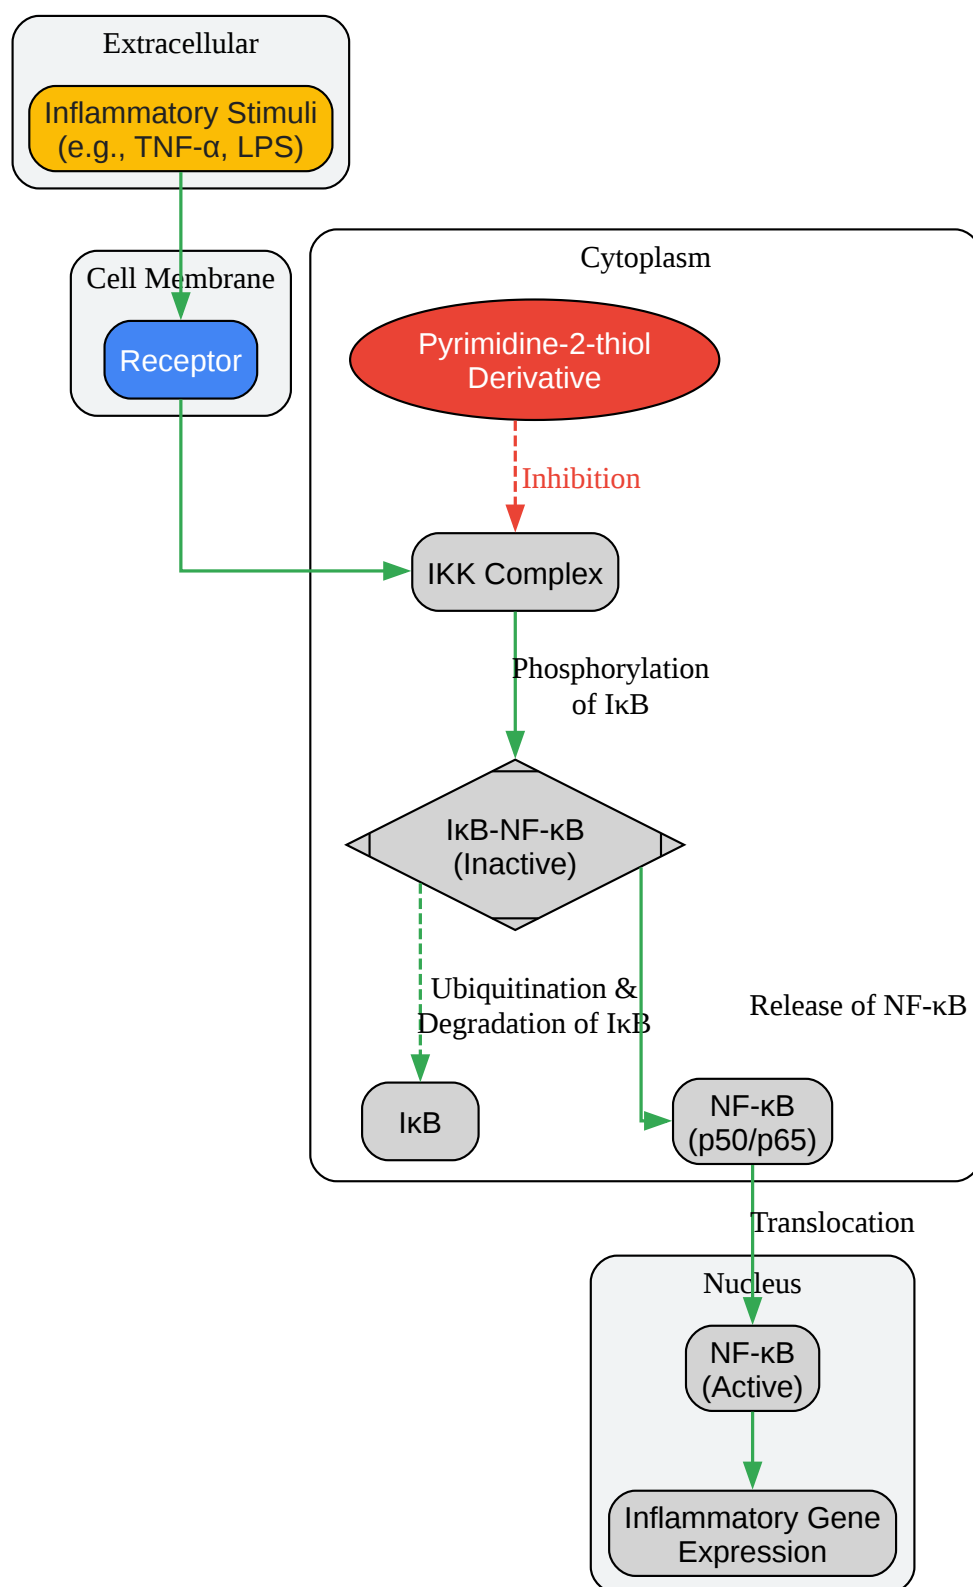 Extracellular
Inflammatory Stimuli
(e.g., TNF-α, LPS)
Cell Membrane
Receptor
Cytoplasm
Pyrimidine-2-thiol
Derivative
Inhibition
IKK Complex
Phosphorylation
of IκB
IκB-NF-κB
(Inactive)
Ubiquitination &
Degradation of IκB
Release of NF-κB
IκB
NF-κB
(p50/p65)
Translocation
Nucleus
NF-κB
(Active)
Inflammatory Gene
Expression